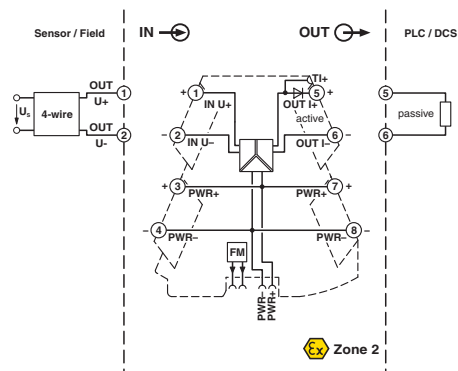 Sensor / Field
IN
OUT
PLC / DCS
Us
4-wire
OUT
U+
1
OUT
U-
2
+ 1
IN U+
– 2
IN U–
+ 3
PWR+
– 4
PWR–
TI+
5 +
OUT I+
active
6 –
OUT I–
7 +
PWR+
8 –
PWR–
FM
PWR–
PWR+
5
passive
6
Ex
Zone 2